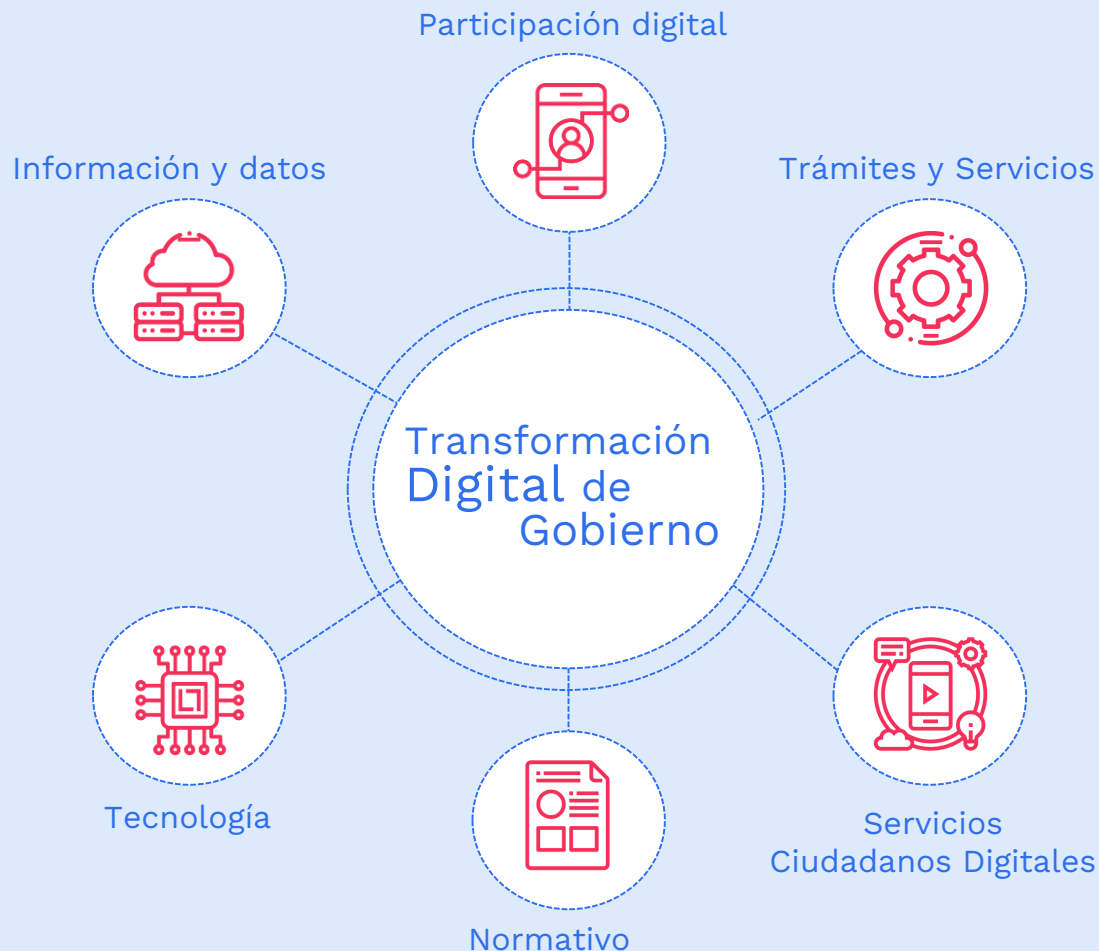 Participación digital
Información y datos
Trámites y Servicios
Transformación
Digital de
Gobierno
Tecnología
Servicios
Ciudadanos Digitales
Normativo